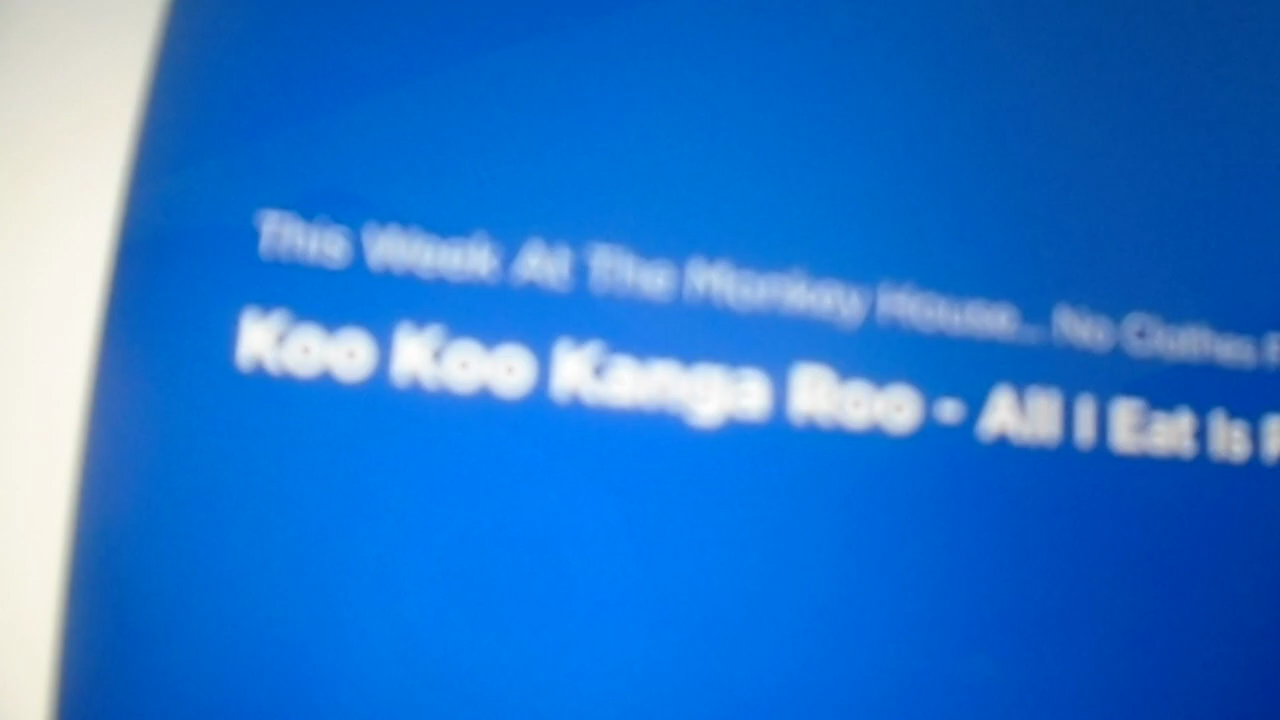 This Week At The Monkey House... No Clothes
Koo Koo Kanga Roo - All I Eat Is